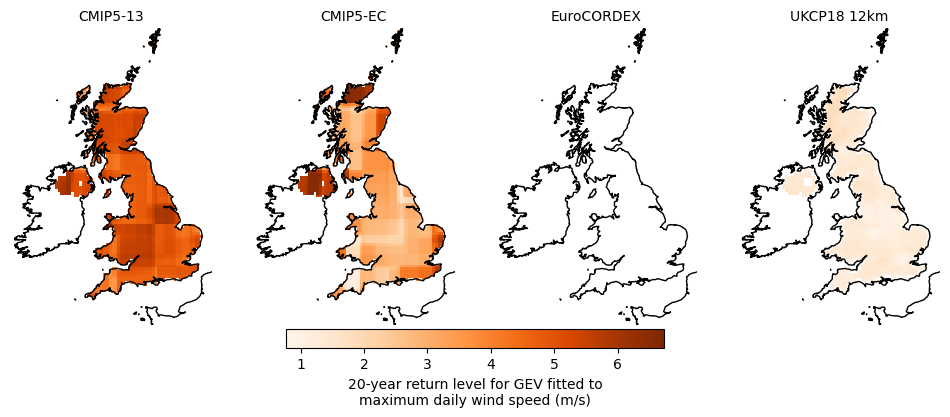 CMIP5-13
CMIP5-EC
EuroCORDEX
UKCP18 12km
1 2 3 4 5 6
20-year return level for GEV fitted to
maximum daily wind speed (m/s)